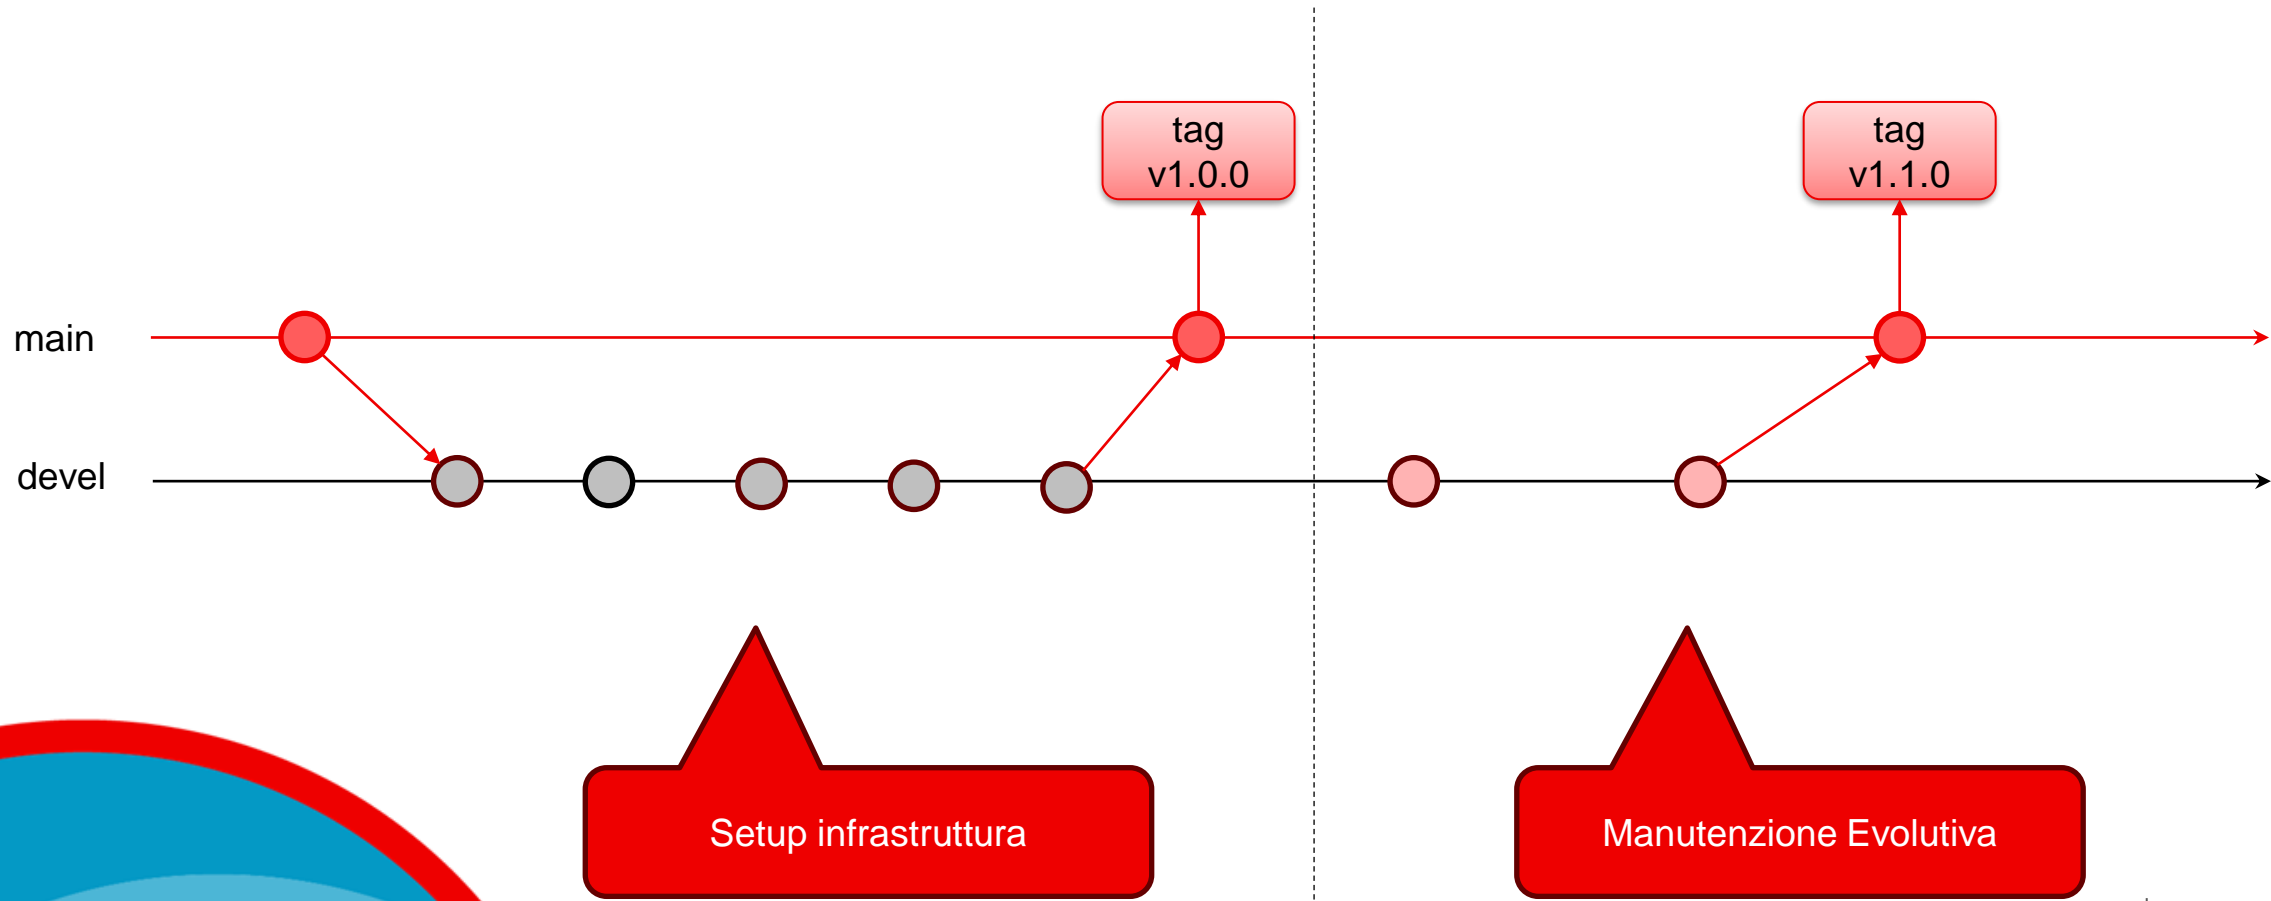 tag
v1.0.0
tag
v1.1.0
main
devel
Setup infrastruttura
Manutenzione Evolutiva